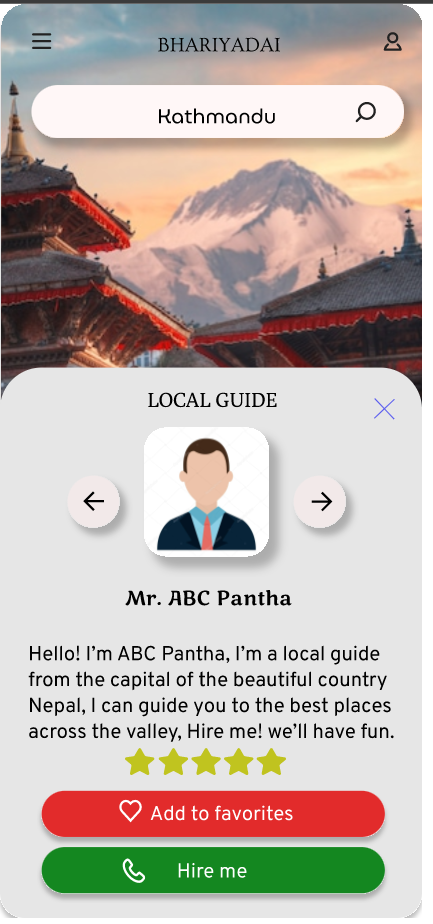 BHARIYADAI
Kathmandu
LOCAL GUIDE
Mr. ABC Pantha
Hello! I’m ABC Pantha, I’m a local guide
from the capital of the beautiful country
Nepal, I can guide you to the best places
across the valley, Hire me! we’ll have fun.
Add to favorites
Hire me